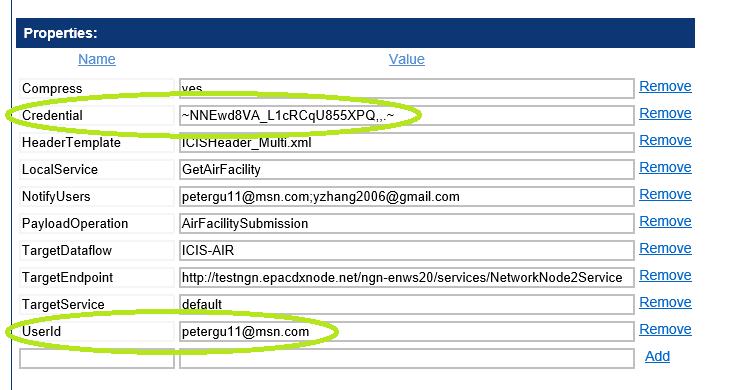 Properties:
Name Value
Compress yes Remove
Credential ~NNEwd8VA_L1cRCqU855XPQ,,.~ Remove
HeaderTemplate ICISHeader_Multi.xml Remove
LocalService GetAirFacility Remove
NotifyUsers petergu11@msn.com;yzhang2006@gmail.com Remove
PayloadOperation AirFacilitySubmission Remove
TargetDataflow ICIS-AIR Remove
TargetEndpoint http://testngn.epacdxnode.net/ngn-enws20/services/NetworkNode2Service Remove
TargetService default Remove
UserId petergu11@msn.com Remove
Add